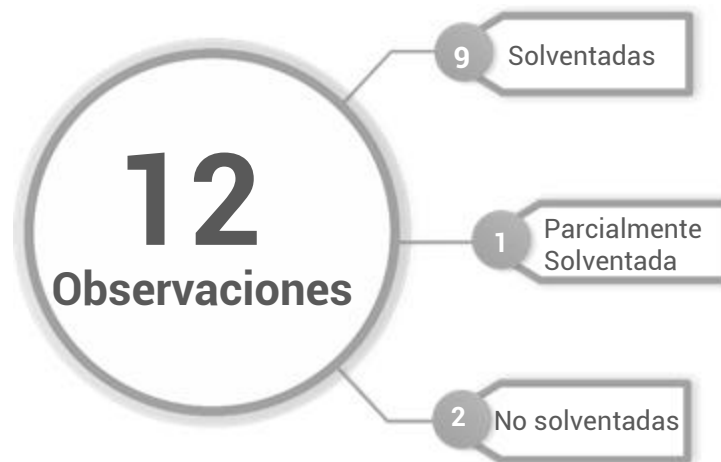 12
Observaciones
9
Solventadas
1
Parcialmente
Solventada
2
No solventadas